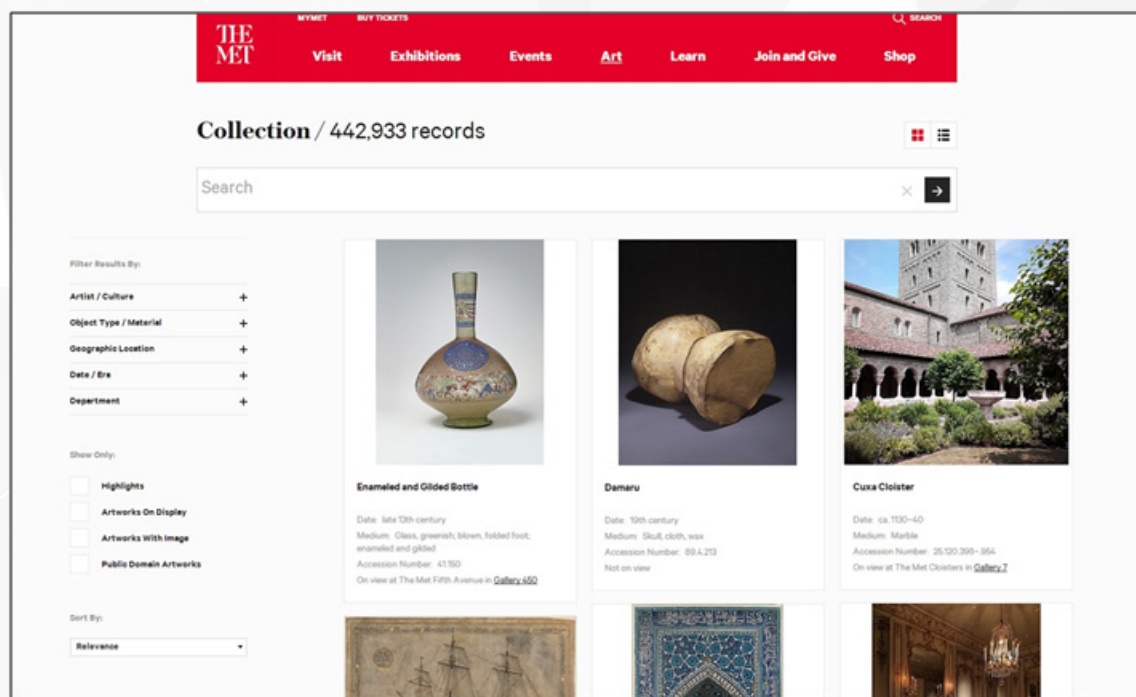 THE
MET
MYMET BUY TICKETS SEARCH
Visit Exhibitions Events Art Learn Join and Give Shop
Collection / 442,933 records
Search
Filter Results By:
Artist / Culture
Object Type / Material
Geographic Location
Date / Era
Department
Show Only:
Highlights
Artworks On Display
Artworks With Image
Public Domain Artworks
Sort By:
Relevance
Enameled and Gilded Bottle
Date: late 13th century
Medium: Glass, greenish; blown, folded foot;
enameled and gilded
Accession Number: 41.150
On view at The Met Fifth Avenue in Gallery 450
Damaru
Date: 19th century
Medium: Skull, cloth, wax
Accession Number: 89.4.213
Not on view
Cuxa Cloister
Date: ca. 1130–40
Medium: Marble
Accession Number: 25.120.398–.954
On view at The Met Cloisters in Gallery 7